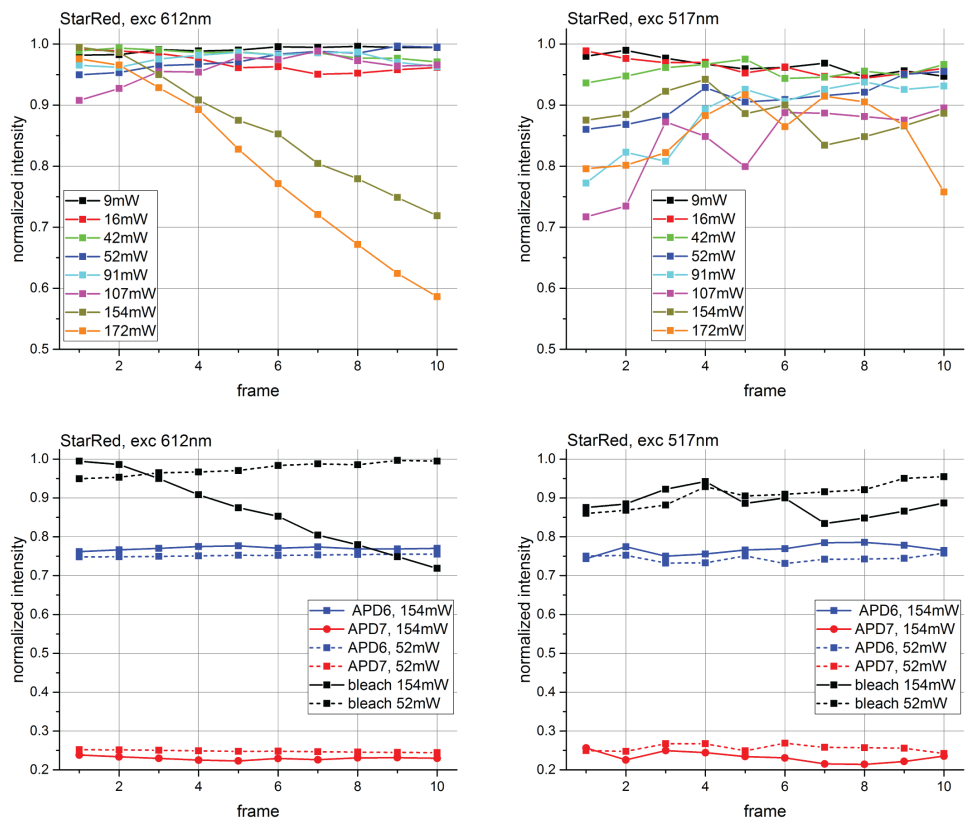 StarRed, exc 612nm
1.0
0.9
0.8
0.7
0.6
0.5
normalized intensity
9mW
16mW
42mW
52mW
91mW
107mW
154mW
172mW
2 4 6 8 10
frame
StarRed, exc 517nm
1.0
0.9
0.8
0.7
0.6
0.5
normalized intensity
9mW
16mW
42mW
52mW
91mW
107mW
154mW
172mW
2 4 6 8 10
frame
StarRed, exc 612nm
1.0
0.9
0.8
0.7
0.6
0.5
0.4
0.3
0.2
normalized intensity
APD6, 154mW
APD7, 154mW
APD6, 52mW
APD7, 52mW
bleach 154mW
bleach 52mW
2 4 6 8 10
frame
StarRed, exc 517nm
1.0
0.9
0.8
0.7
0.6
0.5
0.4
0.3
0.2
normalized intensity
APD6, 154mW
APD7, 154mW
APD6, 52mW
APD7, 52mW
bleach 154mW
bleach 52mW
2 4 6 8 10
frame